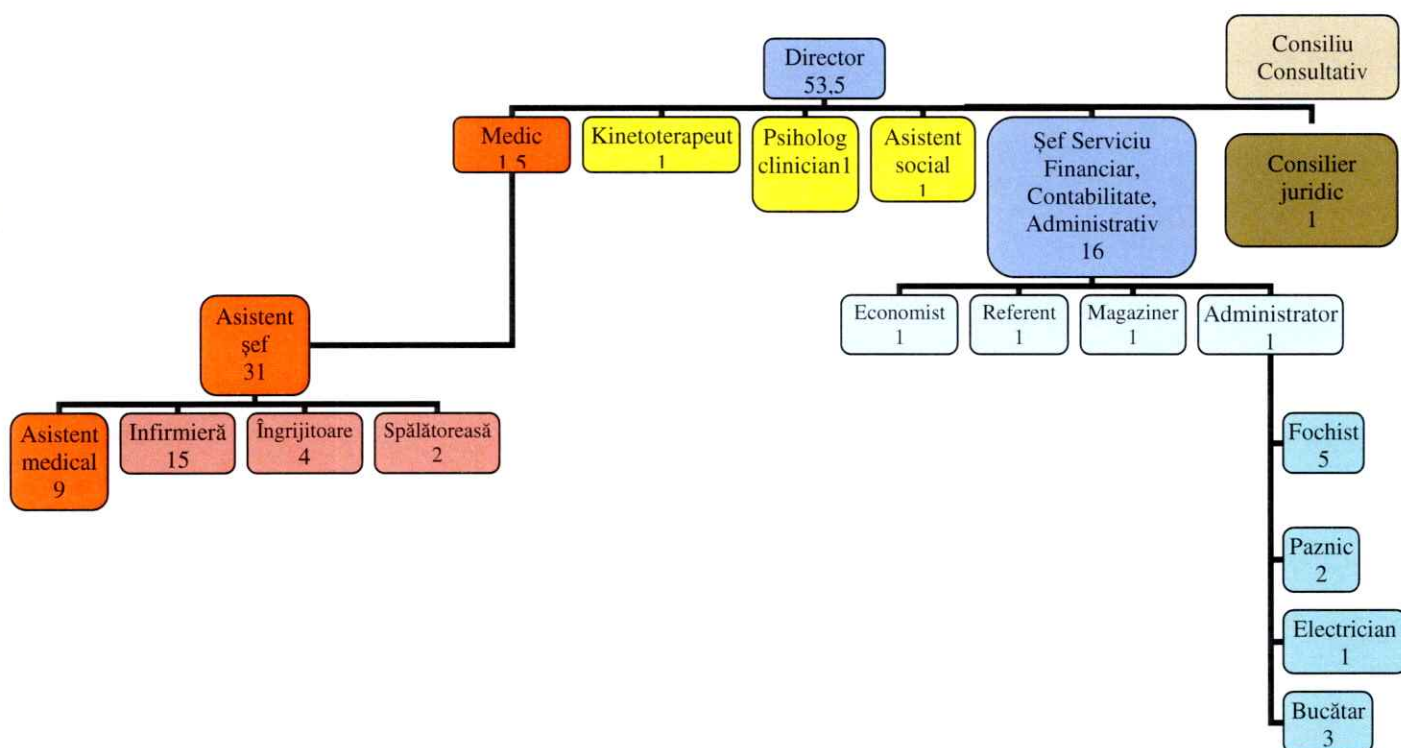 Director
53,5
Consiliu
Consultativ
Medic
1,5
Kinetoterapeut
1
Psiholog
clinician1
Asistent
social
1
Șef Serviciu
Financiar,
Contabilitate,
Administrativ
16
Consilier
juridic
1
Economist
1
Referent
1
Magaziner
1
Administrator
1
Asistent
șef
31
Asistent
medical
9
Infirmieră
15
Îngrijitoare
4
Spălătoreasă
2
Fochist
5
Paznic
2
Electrician
1
Bucătar
3